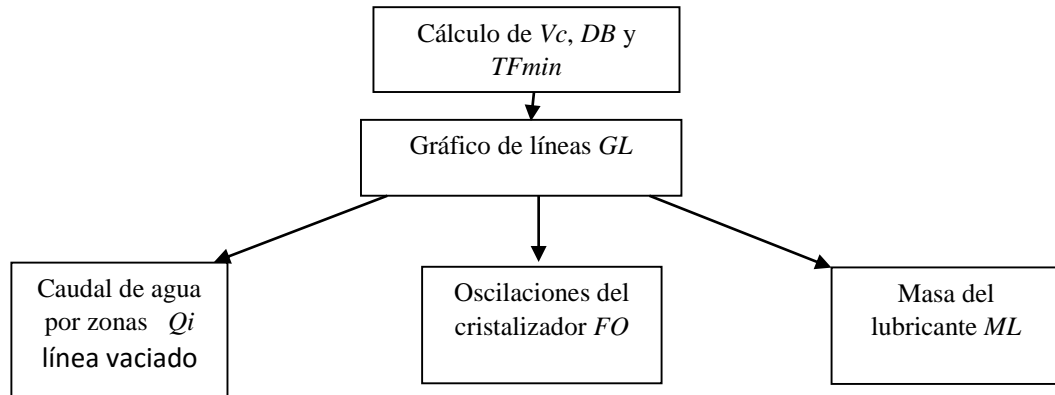 Cálculo de Vc, DB y
TFmin
Gráfico de líneas GL
Caudal de agua
por zonas Qi
línea vaciado
Oscilaciones del
cristalizador FO
Masa del
lubricante ML